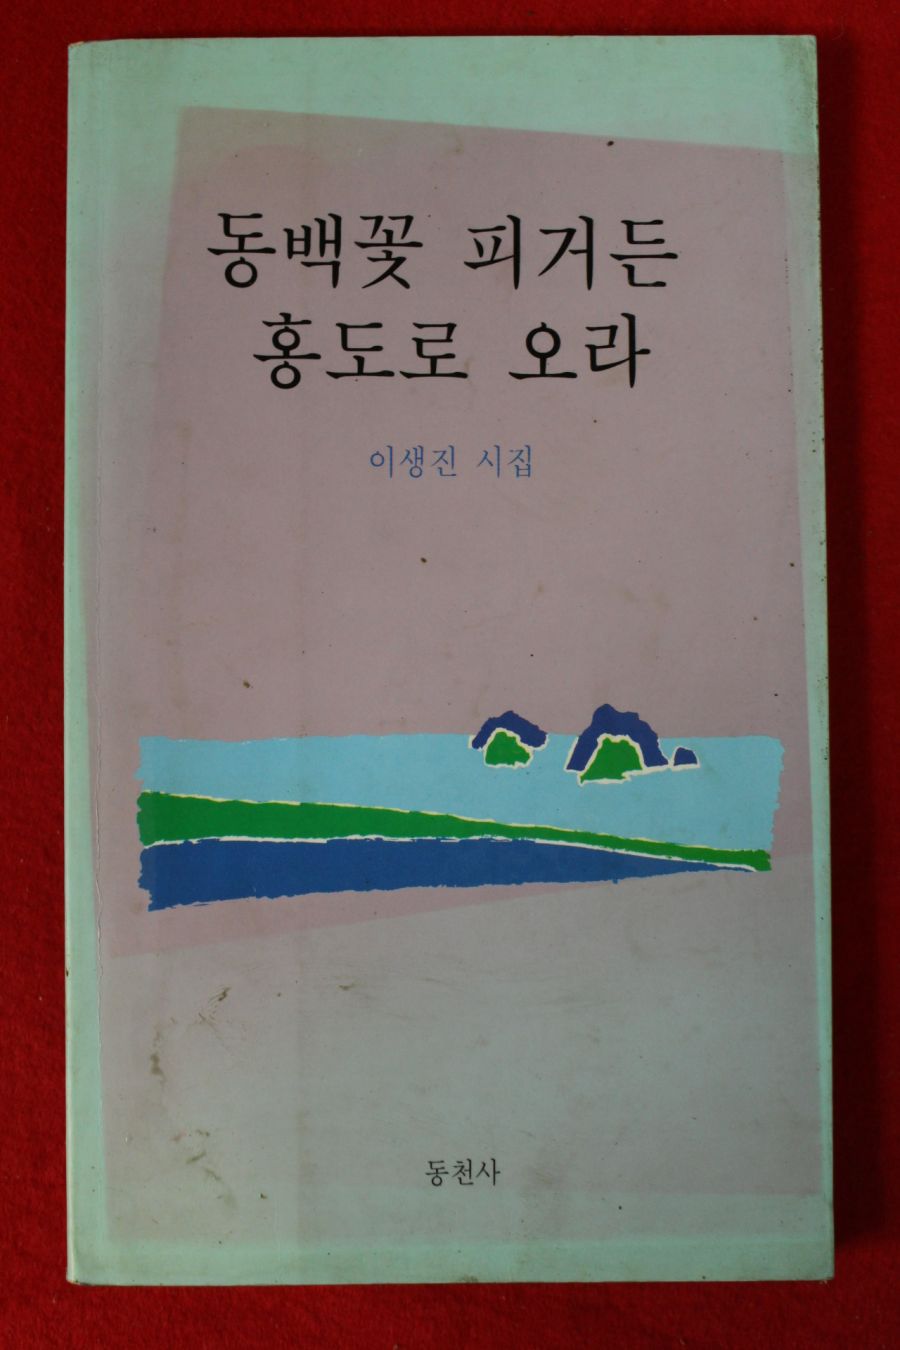 동백꽃 피거든
홍도로 오라
이생진 시집
동천사